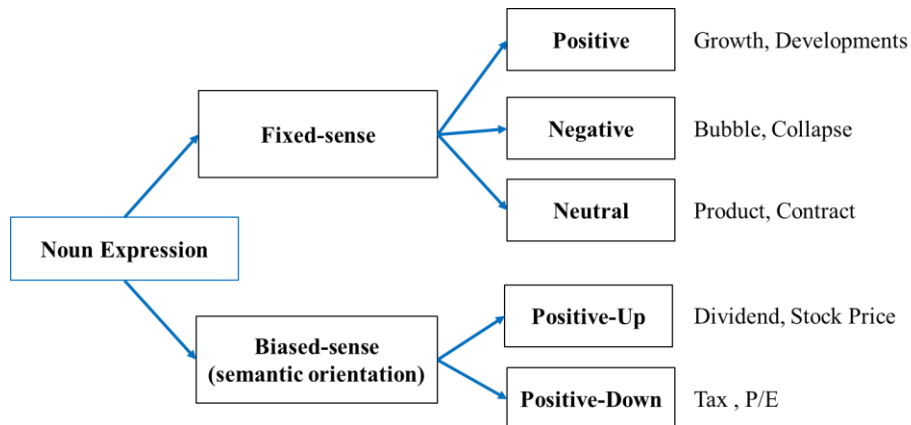 Positive Growth, Developments
Fixed-sense
Negative Bubble, Collapse
Neutral Product, Contract
Noun Expression
Positive-Up Dividend, Stock Price
Biased-sense
(semantic orientation)
Positive-Down Tax , P/E